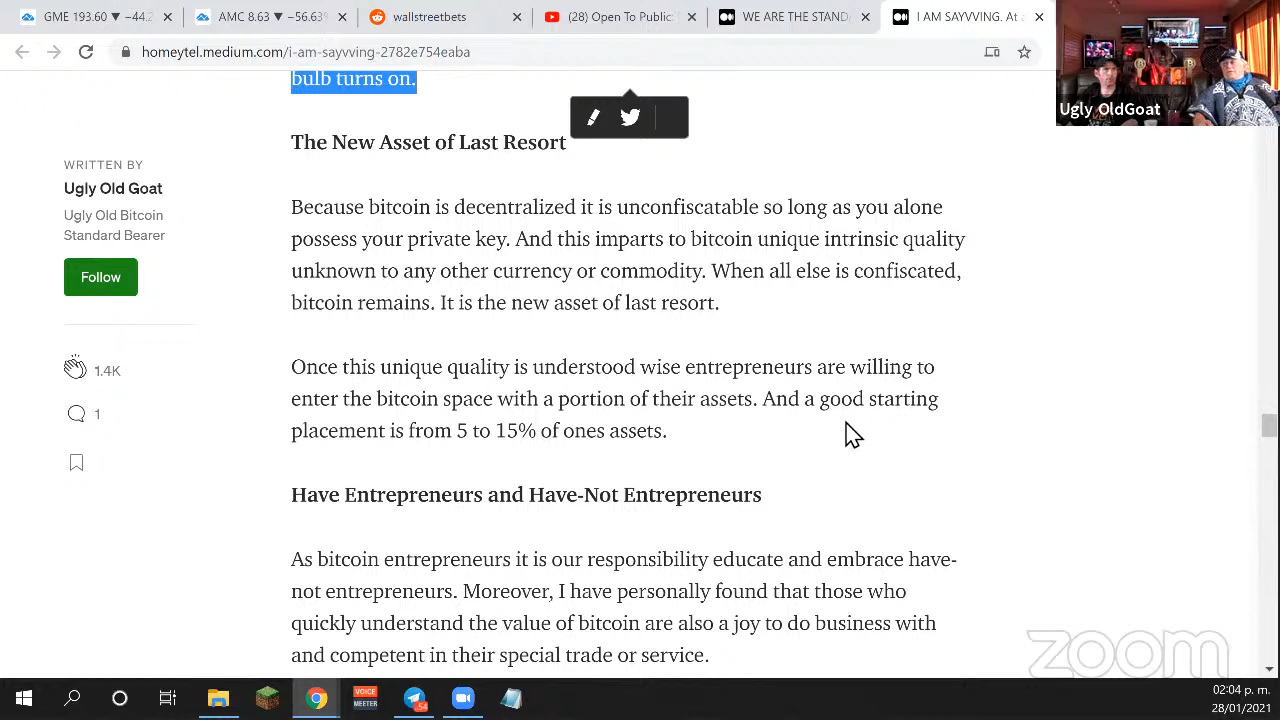 GME 193.60 ▾ -44.2
AMC 8.63 ▾ -56.63
wallstreetbets
(28) Open To Public
WE ARE THE STAND
I AM SAYVVING. At a
homeytel.medium.com/i-am-sayvving-2782e754e
Ugly OldGoat
bulb turns on.
The New Asset of Last Resort
WRITTEN BY
Ugly Old Goat
Ugly Old Bitcoin
Standard Bearer
Follow
1.4K
1
Because bitcoin is decentralized it is unconfiscatable so long as you alone
possess your private key. And this imparts to bitcoin unique intrinsic quality
unknown to any other currency or commodity. When all else is confiscated,
bitcoin remains. It is the new asset of last resort.
Once this unique quality is understood wise entrepreneurs are willing to
enter the bitcoin space with a portion of their assets. And a good starting
placement is from 5 to 15% of ones assets.
Have Entrepreneurs and Have-Not Entrepreneurs
As bitcoin entrepreneurs it is our responsibility educate and embrace have-
not entrepreneurs. Moreover, I have personally found that those who
quickly understand the value of bitcoin are also a joy to do business with
and competent in their special trade or service.
zoom
VOICE
MEETER
54
02:04 p. m.
28/01/2021